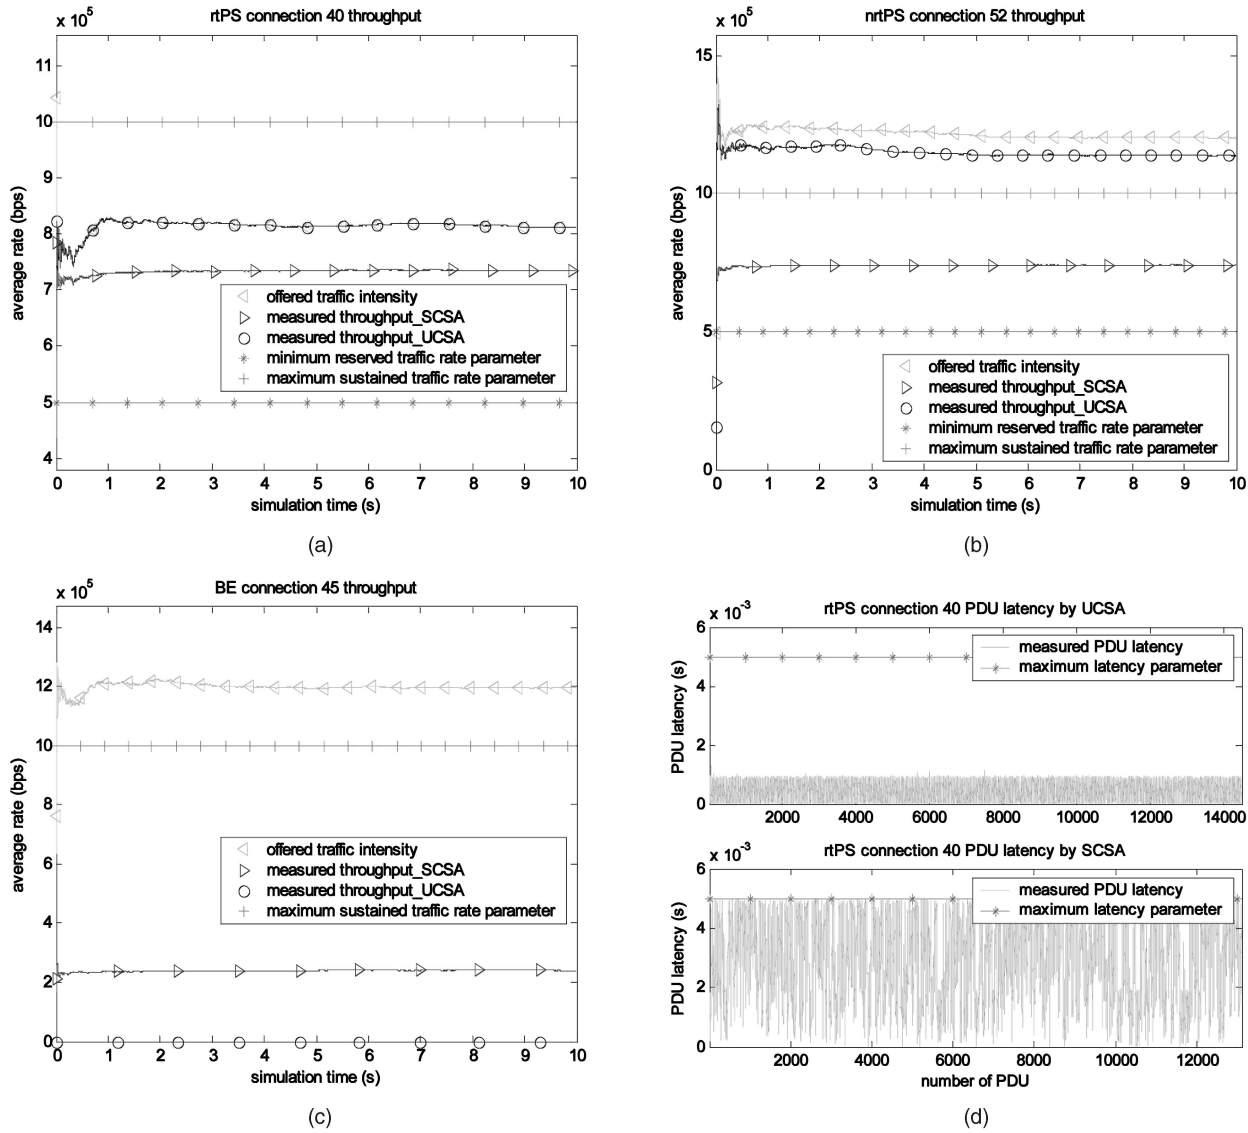 rtPS connection 40 throughput
x 10^5
11
10
9
8
7
6
5
4
average rate (bps)
offered traffic intensity
measured throughput_SCSA
measured throughput_UCSA
minimum reserved traffic rate parameter
maximum sustained traffic rate parameter
0 1 2 3 4 5 6 7 8 9 10
simulation time (s)
(a)
nrtPS connection 52 throughput
x 10^5
15
10
5
0
average rate (bps)
offered traffic intensity
measured throughput_SCSA
measured throughput_UCSA
minimum reserved traffic rate parameter
maximum sustained traffic rate parameter
0 1 2 3 4 5 6 7 8 9 10
simulation time (s)
(b)
BE connection 45 throughput
x 10^5
14
12
10
8
6
4
2
0
average rate (bps)
offered traffic intensity
measured throughput_SCSA
measured throughput_UCSA
maximum sustained traffic rate parameter
0 1 2 3 4 5 6 7 8 9 10
simulation time (s)
(c)
rtPS connection 40 PDU latency by UCSA
x 10^-3
6
4
2
0
PDU latency (s)
measured PDU latency
maximum latency parameter
2000 4000 6000 8000 10000 12000 14000
rtPS connection 40 PDU latency by SCSA
x 10^-3
6
4
2
0
PDU latency (s)
measured PDU latency
maximum latency parameter
2000 4000 6000 8000 10000 12000
number of PDU
(d)